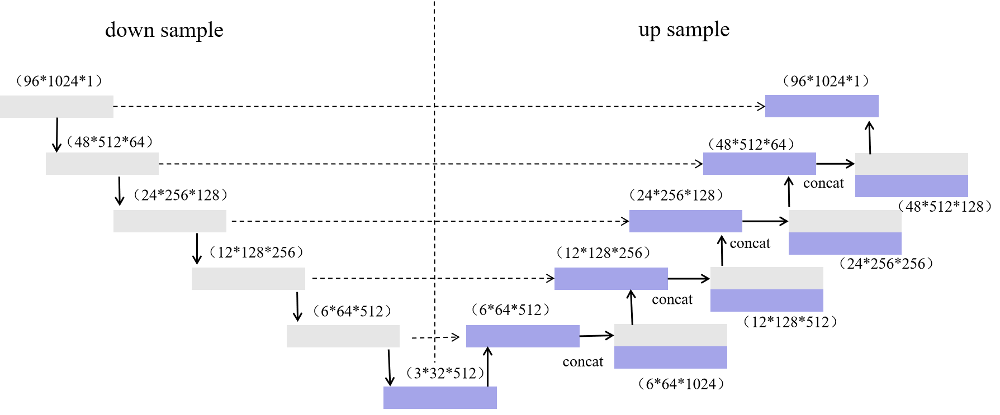 down sample
up sample
（96*1024*1）
（96*1024*1）
（48*512*64）
（48*512*64）
（24*256*128）
（24*256*128）
concat
（48*512*128）
（12*128*256）
（12*128*256）
concat
（24*256*256）
（6*64*512）
（6*64*512）
concat
（12*128*512）
（3*32*512）
concat
（6*64*1024）